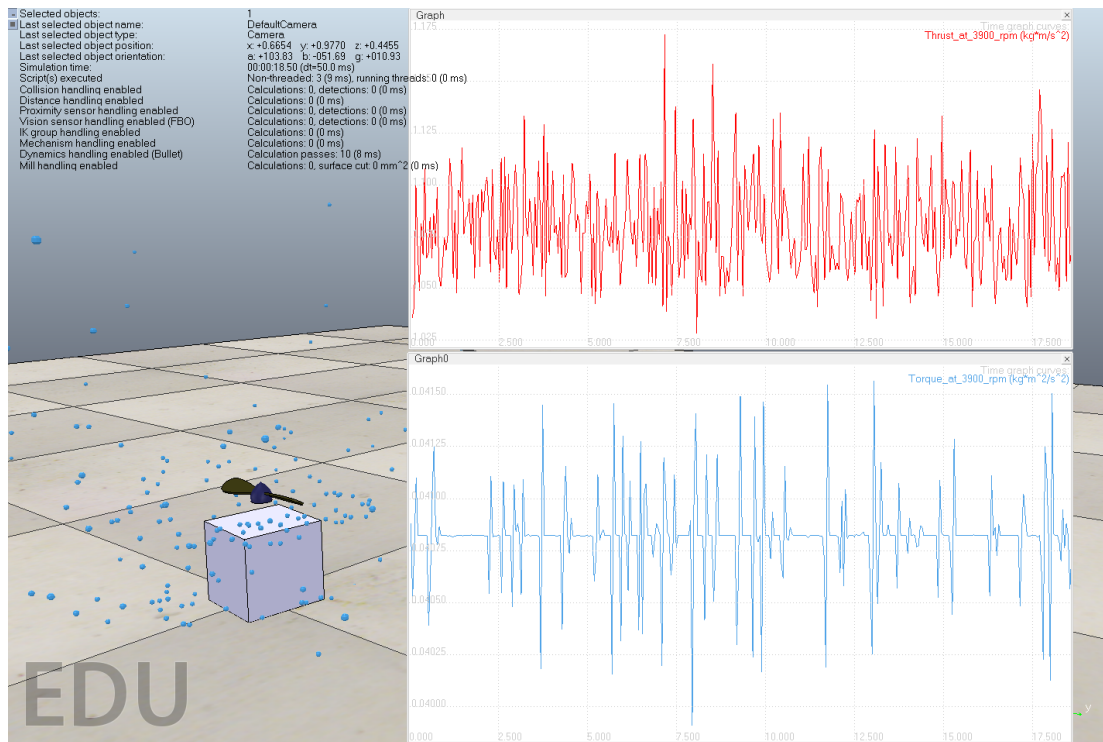 Selected objects: 1
Last selected object name: DefaultCamera
Last selected object type: Camera
Last selected object position: x: +0.6654 y: +0.9770 z: +0.4455
Last selected object orientation: a: +103.83 b: -051.69 g: +010.93
Simulation time: 00:00:18.50 (dt=50.0 ms)
Script(s) executed Non-threaded: 3 (9 ms), running threads: 0 (0 ms)
Collision handling enabled Calculations: 0, detections: 0 (0 ms)
Distance handling enabled Calculations: 0 (0 ms)
Proximity sensor handling enabled Calculations: 0, detections: 0 (0 ms)
Vision sensor handling enabled (FBO) Calculations: 0, detections: 0 (0 ms)
IK group handling enabled Calculations: 0 (0 ms)
Mechanism handling enabled Calculations: 0 (0 ms)
Dynamics handling enabled (Bullet) Calculation passes: 10 (8 ms)
Mill handling enabled Calculations: 0, surface cut: 0 mm^2 (0 ms)
Graph
Time graph curves
Thrust_at_3900_rpm (kg*m/s^2)
1.175
1.125
1.100
1.050
1.025
0.000 2.500 5.000 7.500 10.000 12.500 15.000 17.500
Graph0
Time graph curves
Torque_at_3900_rpm (kg*m^2/s^2)
0.04150
0.04125
0.04100
0.04075
0.04050
0.04025
0.04000
0.000 2.500 5.000 7.500 10.000 12.500 15.000 17.500
EDU
y